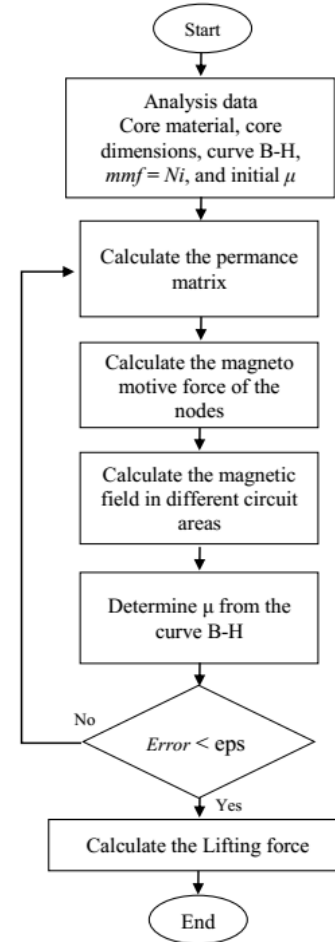 Start
Analysis data
Core material, core
dimensions, curve B-H,
mmf = Ni, and initial μ
Calculate the permance
matrix
Calculate the magneto
motive force of the
nodes
Calculate the magnetic
field in different circuit
areas
Determine μ from the
curve B-H
No
Error < eps
Yes
Calculate the Lifting force
End